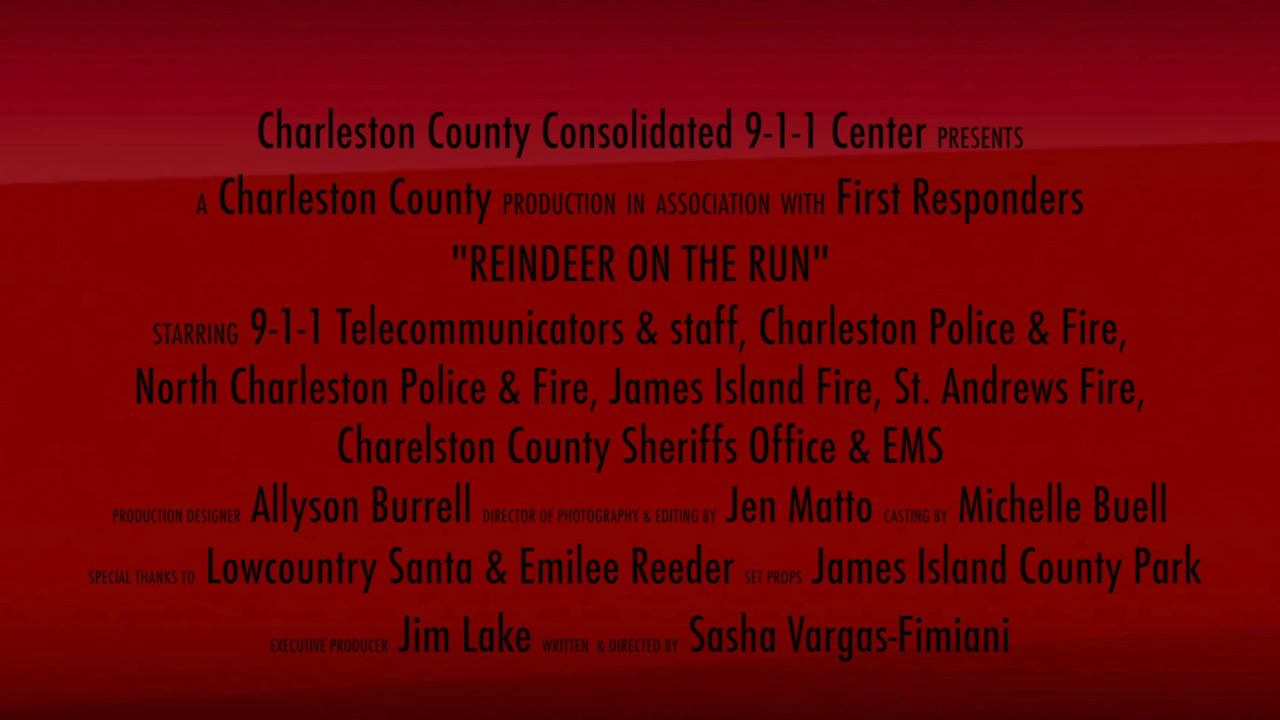 Charleston County Consolidated 9-1-1 Center PRESENTS
A Charleston County PRODUCTION IN ASSOCIATION WITH First Responders
"REINDEER ON THE RUN"
STARRING 9-1-1 Telecommunicators & staff, Charleston Police & Fire,
North Charleston Police & Fire, James Island Fire, St. Andrews Fire,
Charelston County Sheriffs Office & EMS
PRODUCTION DESIGNER Allyson Burrell DIRECTOR OF PHOTOGRAPHY & EDITING BY Jen Matto CASTING BY Michelle Buell
SPECIAL THANKS TO Lowcountry Santa & Emilee Reeder SET PROPS James Island County Park
EXECUTIVE PRODUCER Jim Lake WRITTEN & DIRECTED BY Sasha Vargas-Fimiani